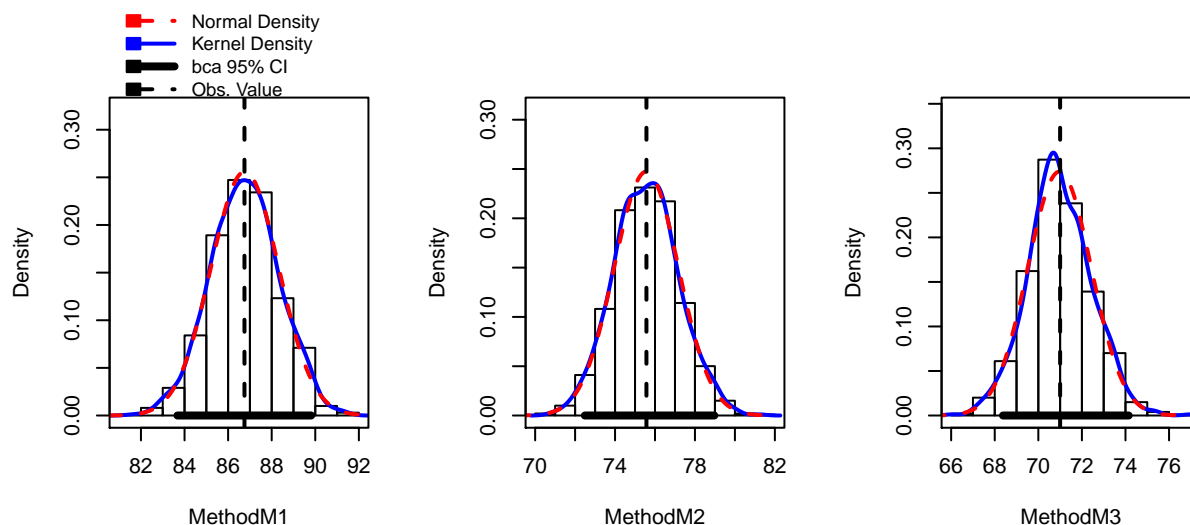 Normal Density
Kernel Density
bca 95% CI
Obs. Value
Density
0.00 0.10 0.20 0.30
82 84 86 88 90 92
MethodM1
Density
0.00 0.10 0.20 0.30
70 74 78 82
MethodM2
Density
0.00 0.10 0.20 0.30
66 68 70 72 74 76
MethodM3